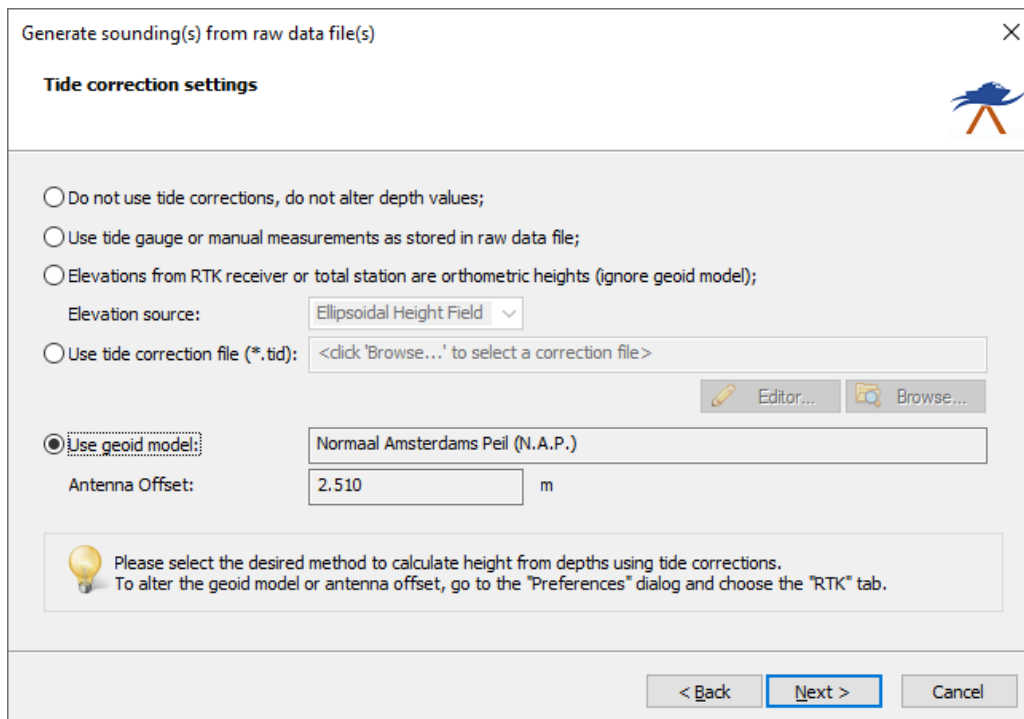 Generate sounding(s) from raw data file(s)
Tide correction settings
Do not use tide corrections, do not alter depth values;
Use tide gauge or manual measurements as stored in raw data file;
Elevations from RTK receiver or total station are orthometric heights (ignore geoid model);
Elevation source: Ellipsoidal Height Field
Use tide correction file (*.tid): <click 'Browse...' to select a correction file>
Editor... Browse...
Use geoid model: Normaal Amsterdams Peil (N.A.P.)
Antenna Offset: 2.510 m
Please select the desired method to calculate height from depths using tide corrections.
To alter the geoid model or antenna offset, go to the "Preferences" dialog and choose the "RTK" tab.
< Back Next > Cancel